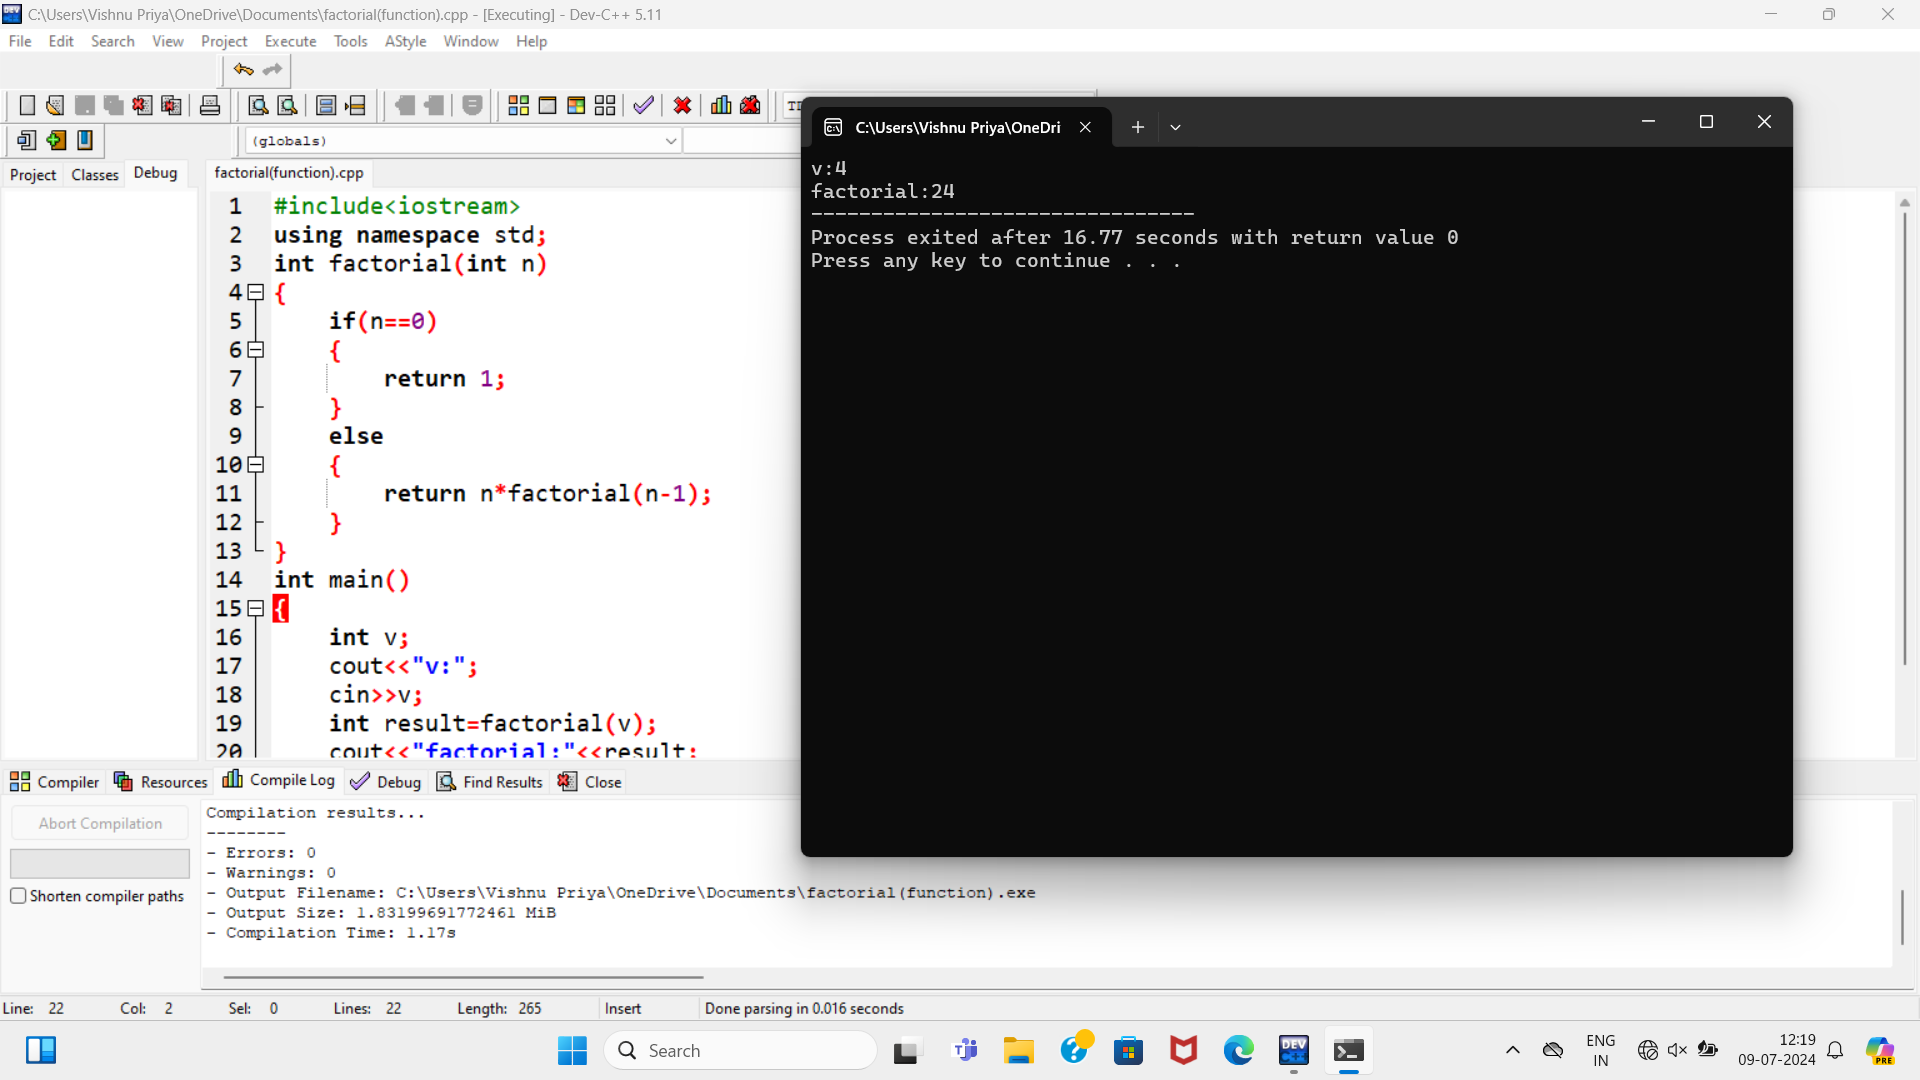 C:\Users\Vishnu Priya\OneDrive\Documents\factorial(function).cpp - [Executing] - Dev-C++ 5.11
File Edit Search View Project Execute Tools AStyle Window Help
(globals)
Project Classes Debug
factorial(function).cpp
1 #include<iostream>
2 using namespace std;
3 int factorial(int n)
4 {
5 if(n==0)
6 {
7 return 1;
8 }
9 else
10 {
11 return n*factorial(n-1);
12 }
13 }
14 int main()
15 {
16 int v;
17 cout<<"v:";
18 cin>>v;
19 int result=factorial(v);
20 cout<<"factorial:"<<result;
C:\Users\Vishnu Priya\OneDri
v:4
factorial:24
--------------------------------
Process exited after 16.77 seconds with return value 0
Press any key to continue . . .
Compiler Resources Compile Log Debug Find Results Close
Abort Compilation
Shorten compiler paths
Compilation results...
--------
- Errors: 0
- Warnings: 0
- Output Filename: C:\Users\Vishnu Priya\OneDrive\Documents\factorial(function).exe
- Output Size: 1.83199691772461 MiB
- Compilation Time: 1.17s
Line: 22 Col: 2 Sel: 0 Lines: 22 Length: 265 Insert Done parsing in 0.016 seconds
Search
DEV
ENG
IN
12:19
09-07-2024
PRE